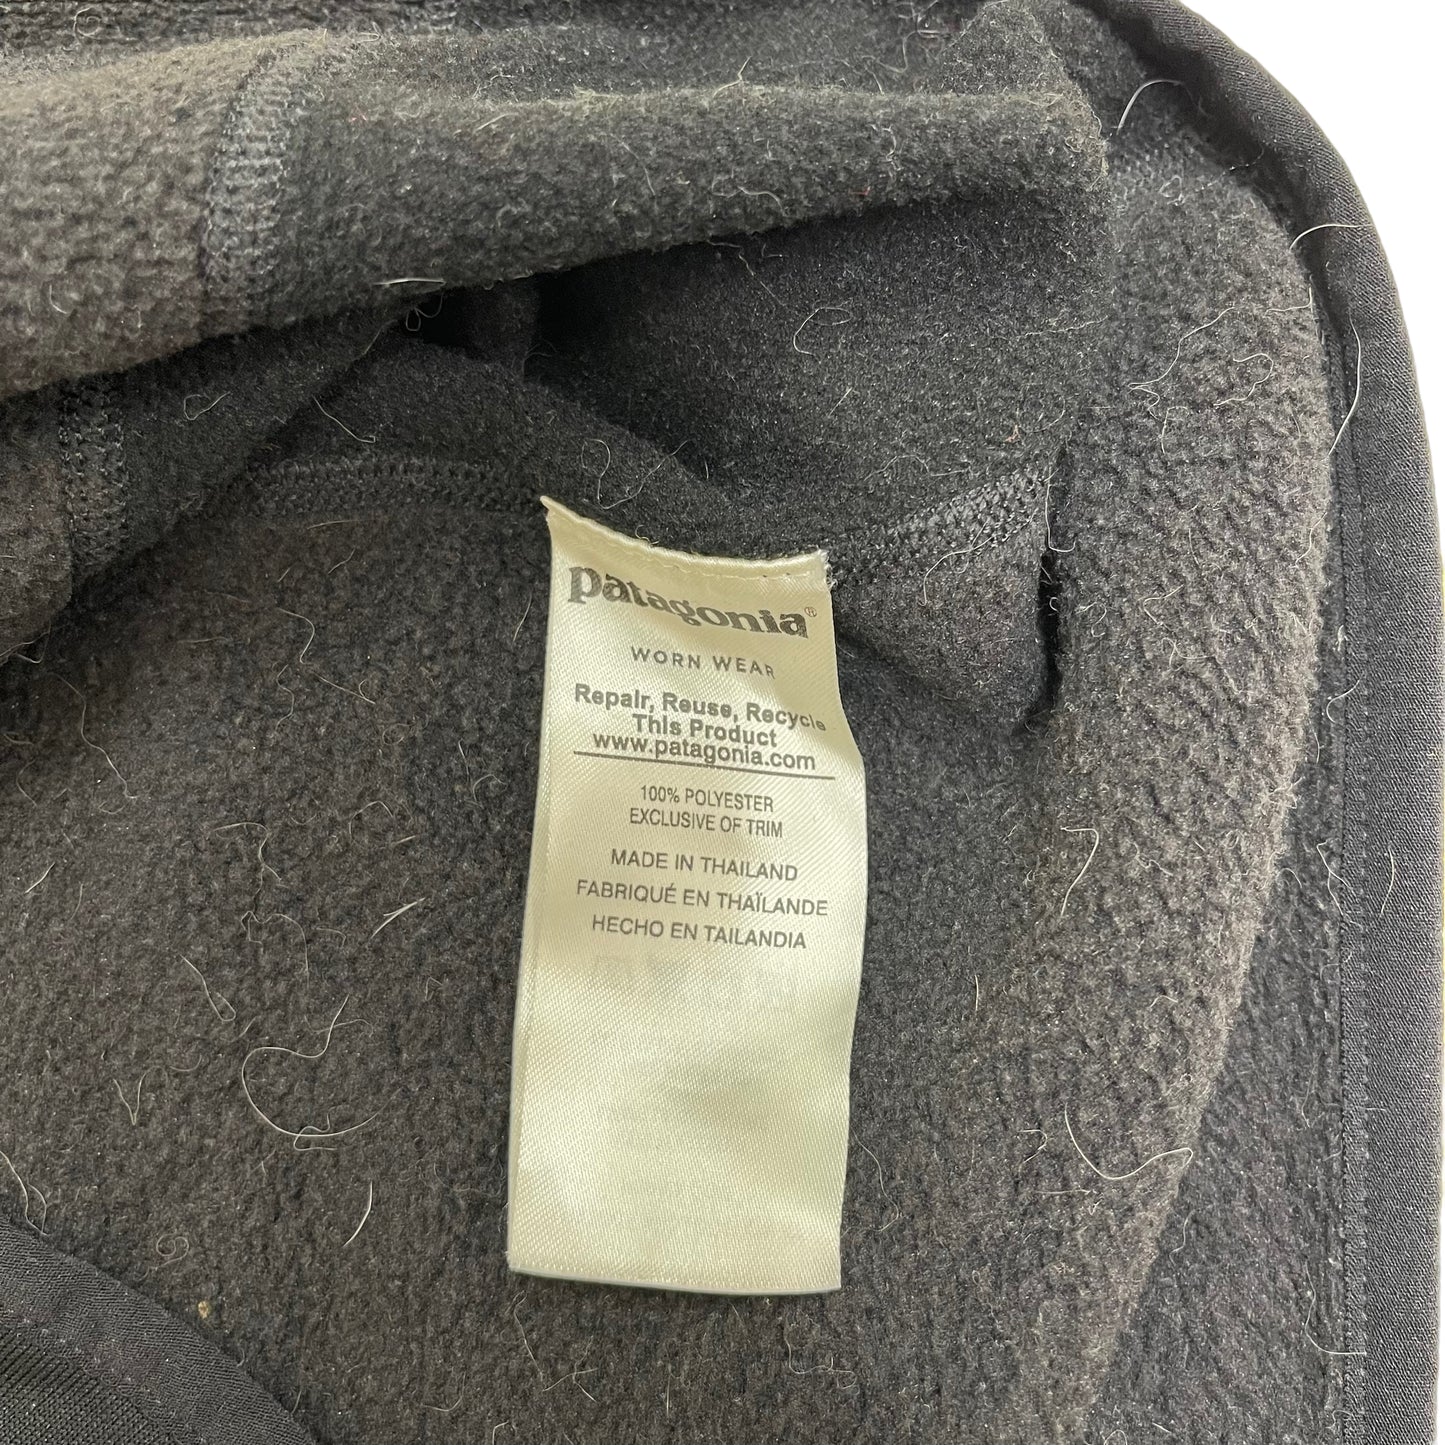 patagonia®
WORN WEAR
Repair, Reuse, Recycle
This Product
www.patagonia.com
100% POLYESTER
EXCLUSIVE OF TRIM
MADE IN THAILAND
FABRIQUÉ EN THAÏLANDE
HECHO EN TAILANDIA